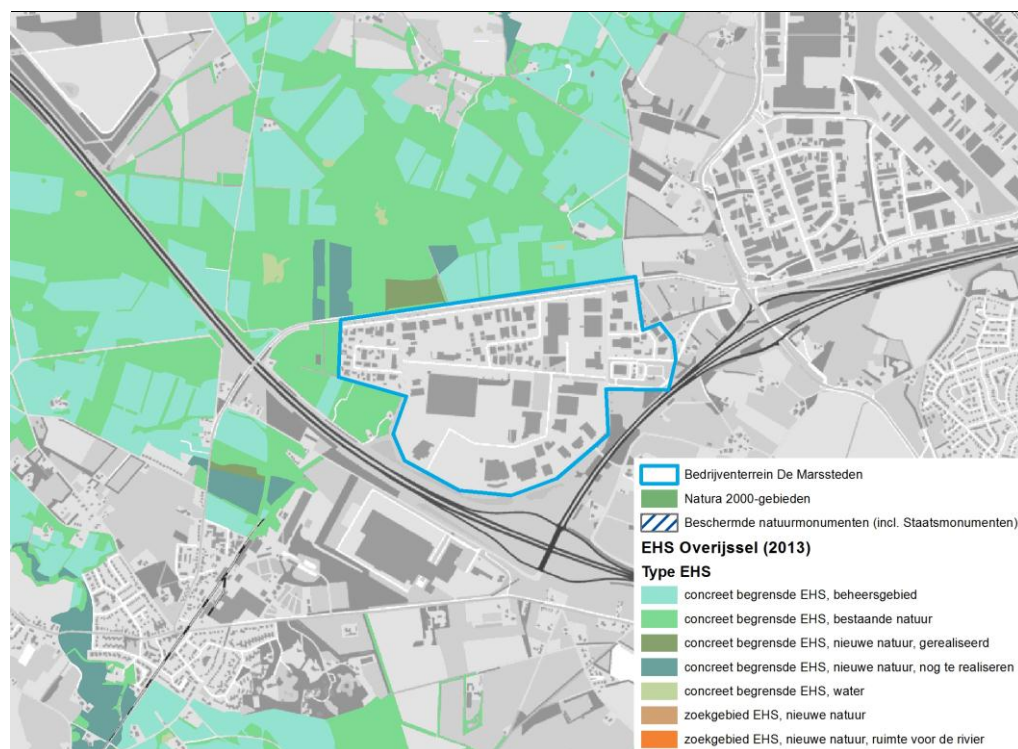 Bedrijventerrein De Marssteden
Natura 2000-gebieden
Beschermde natuurmonumenten (incl. Staatsmonumenten)
EHS Overijssel (2013)
Type EHS
concreet begrensde EHS, beheersgebied
concreet begrensde EHS, bestaande natuur
concreet begrensde EHS, nieuwe natuur, gerealiseerd
concreet begrensde EHS, nieuwe natuur, nog te realiseren
concreet begrensde EHS, water
zoekgebied EHS, nieuwe natuur
zoekgebied EHS, nieuwe natuur, ruimte voor de rivier